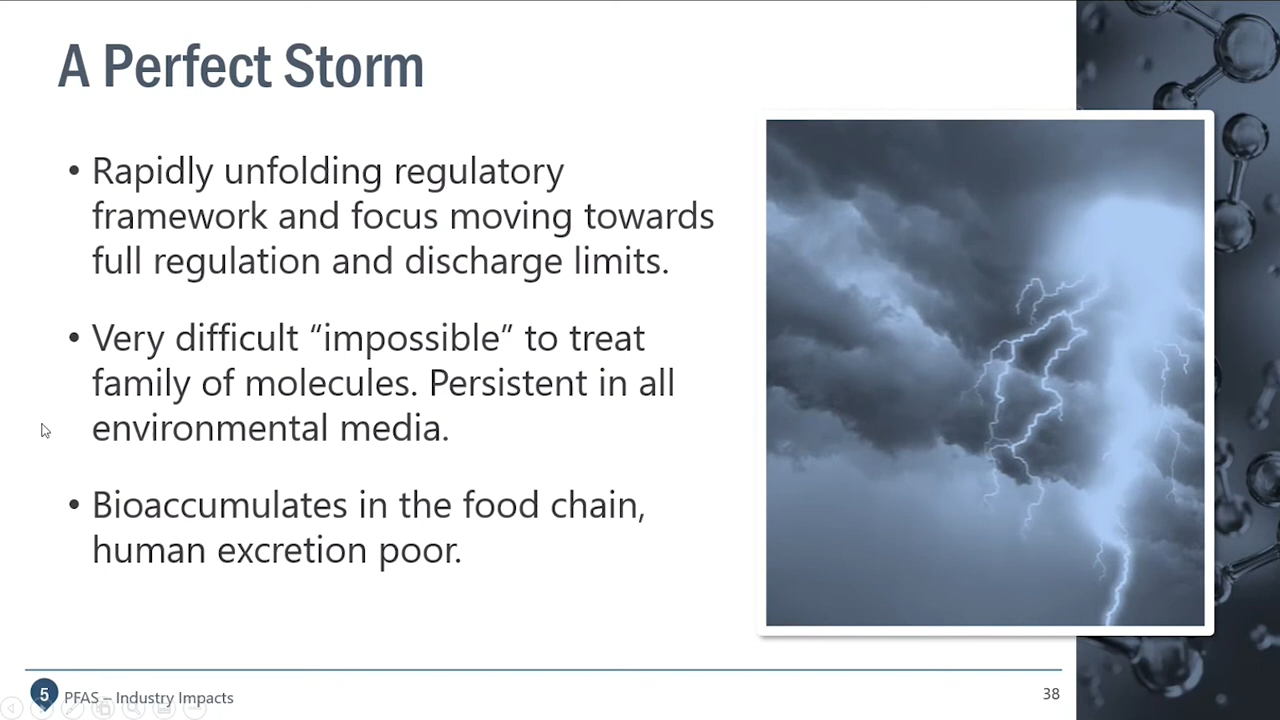 A Perfect Storm
• Rapidly unfolding regulatory
framework and focus moving towards
full regulation and discharge limits.
• Very difficult “impossible” to treat
family of molecules. Persistent in all
environmental media.
• Bioaccumulates in the food chain,
human excretion poor.
5 PFAS – Industry Impacts
38